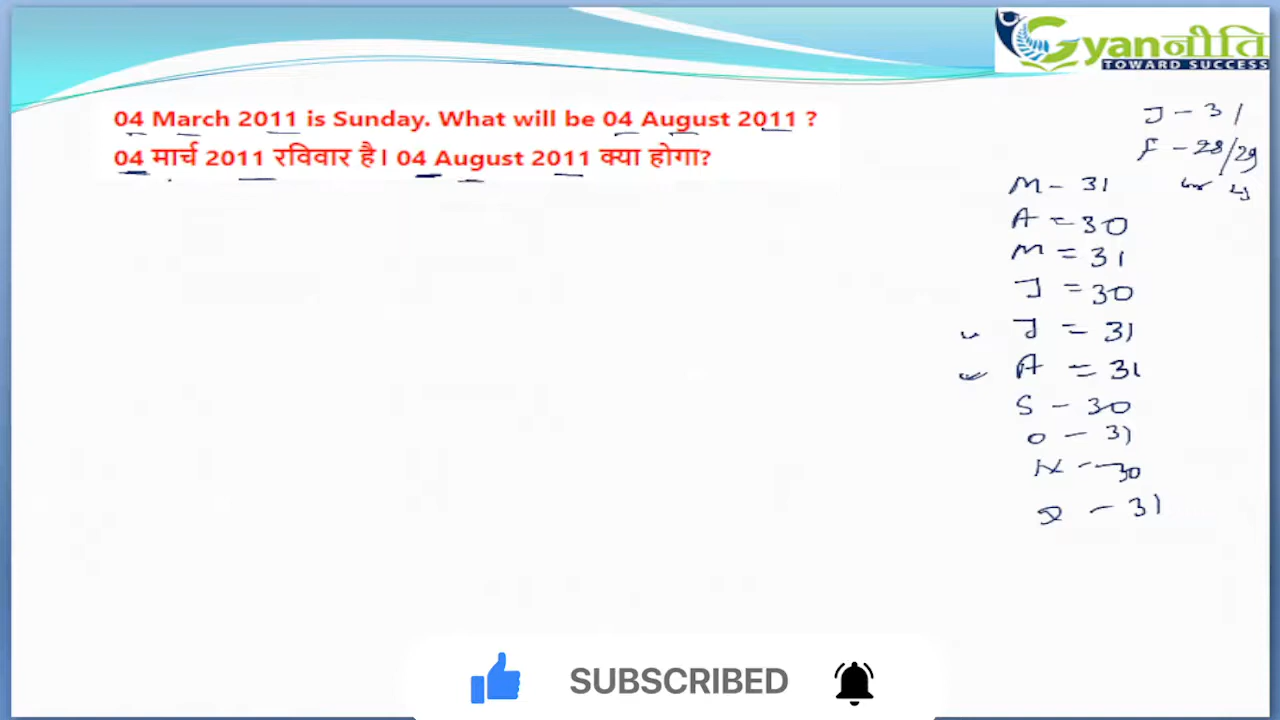 Gyanनीति
TOWARD SUCCESS
04 March 2011 is Sunday. What will be 04 August 2011 ?
04 मार्च 2011 रविवार है। 04 August 2011 क्या होगा?
J - 31
F - 28/29
M - 31
A = 30
M = 31
J = 30
J = 31
A = 31
S - 30
O - 31
N - 30
D - 31
SUBSCRIBED